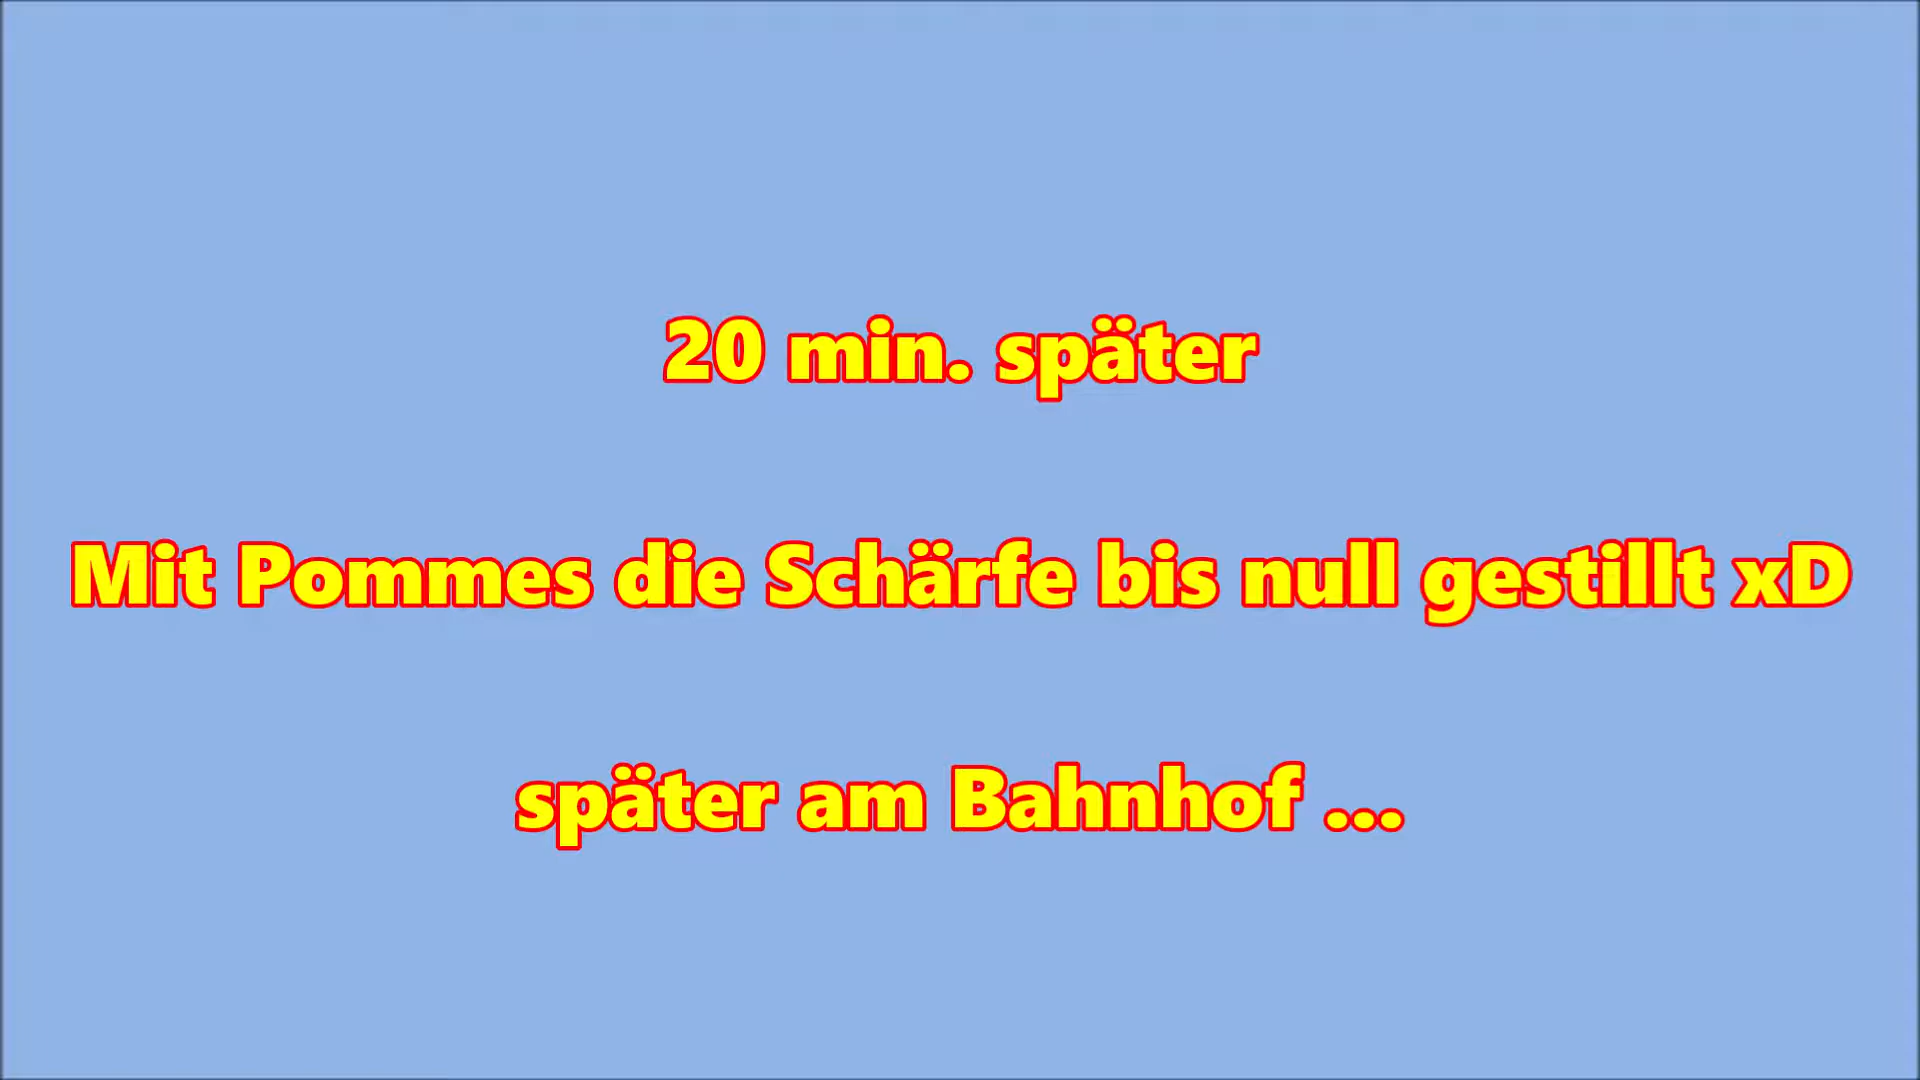 20 min. später
Mit Pommes die Schärfe bis null gestillt xD
später am Bahnhof ...